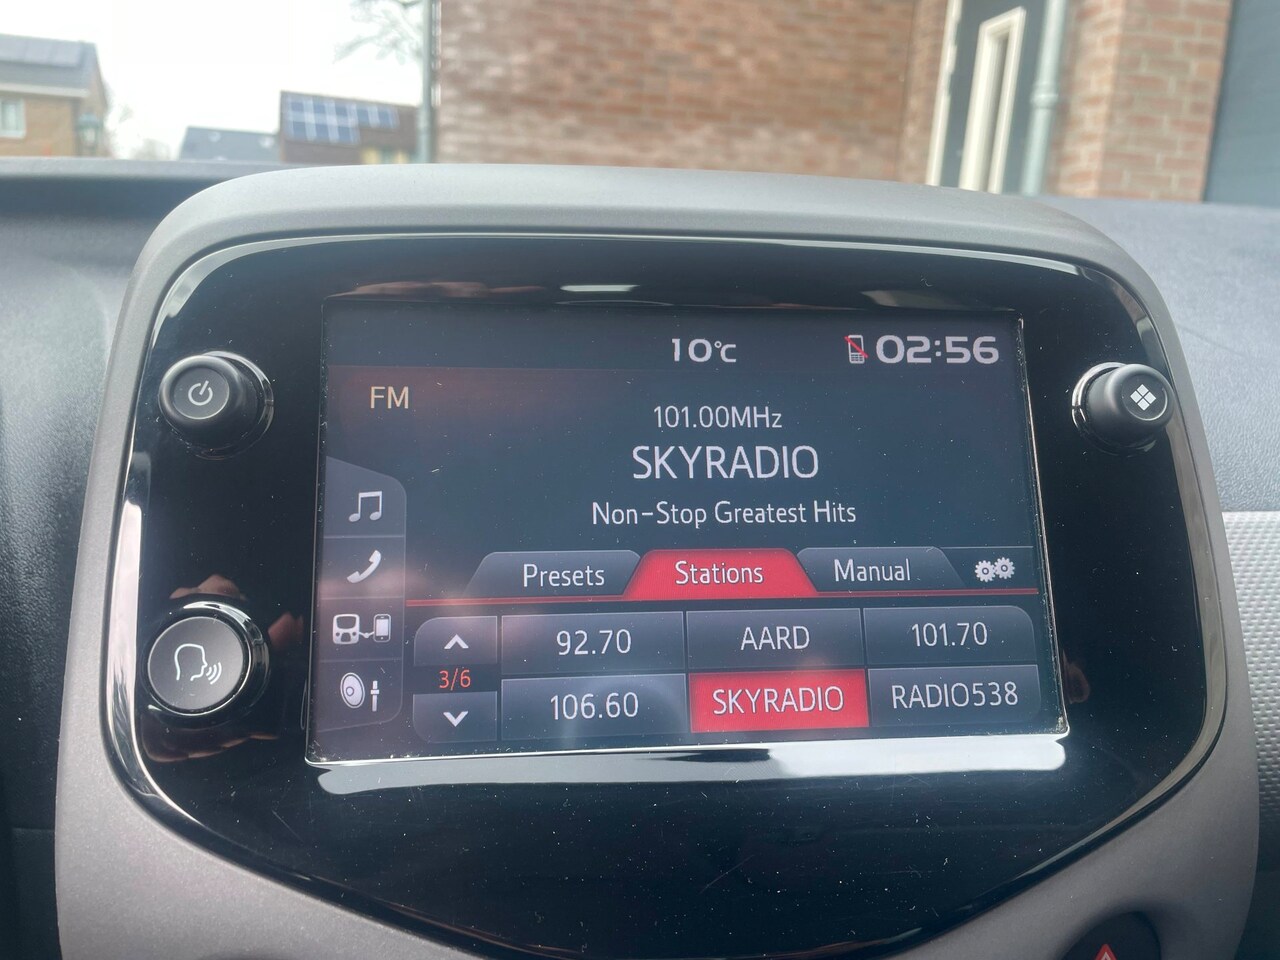 10°C
02:56
FM
101.00MHz
SKYRADIO
Non-Stop Greatest Hits
Presets
Stations
Manual
92.70
AARD
101.70
3/6
106.60
SKYRADIO
RADIO538